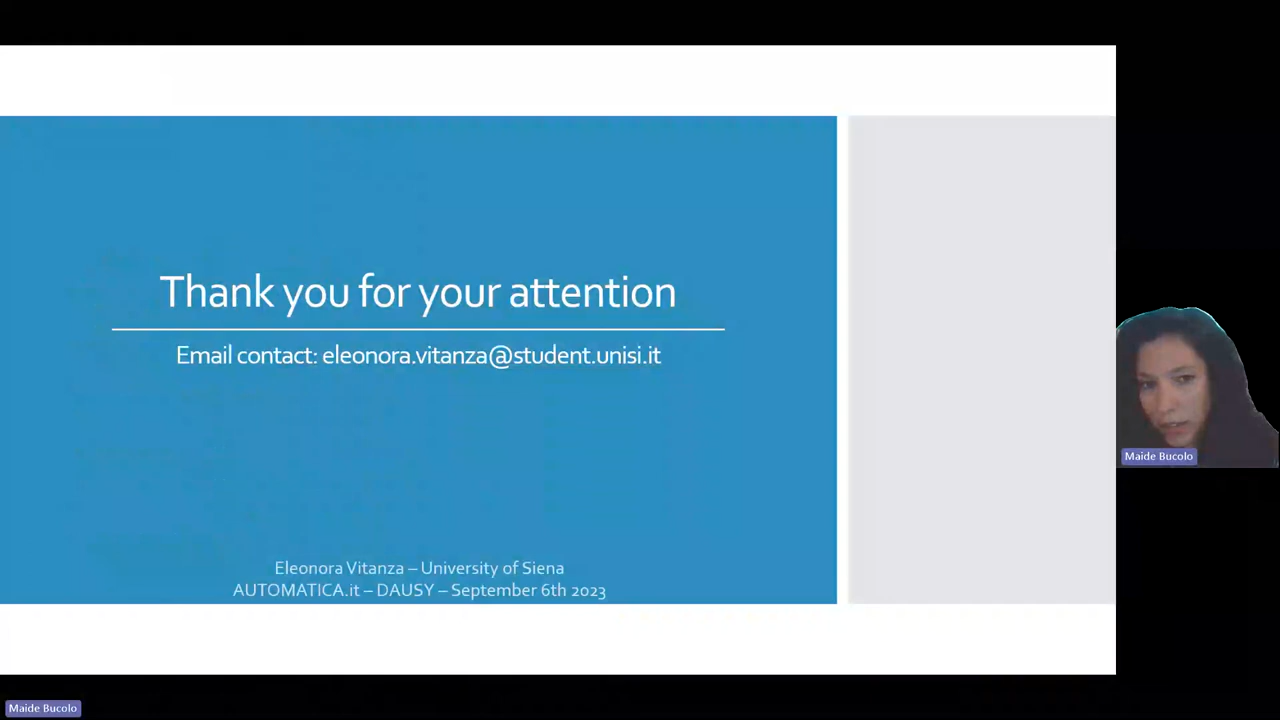 Thank you for your attention
Email contact: eleonora.vitanza@student.unisi.it
Eleonora Vitanza – University of Siena
AUTOMATICA.it – DAUSY – September 6th 2023
Maide Bucolo
Maide Bucolo